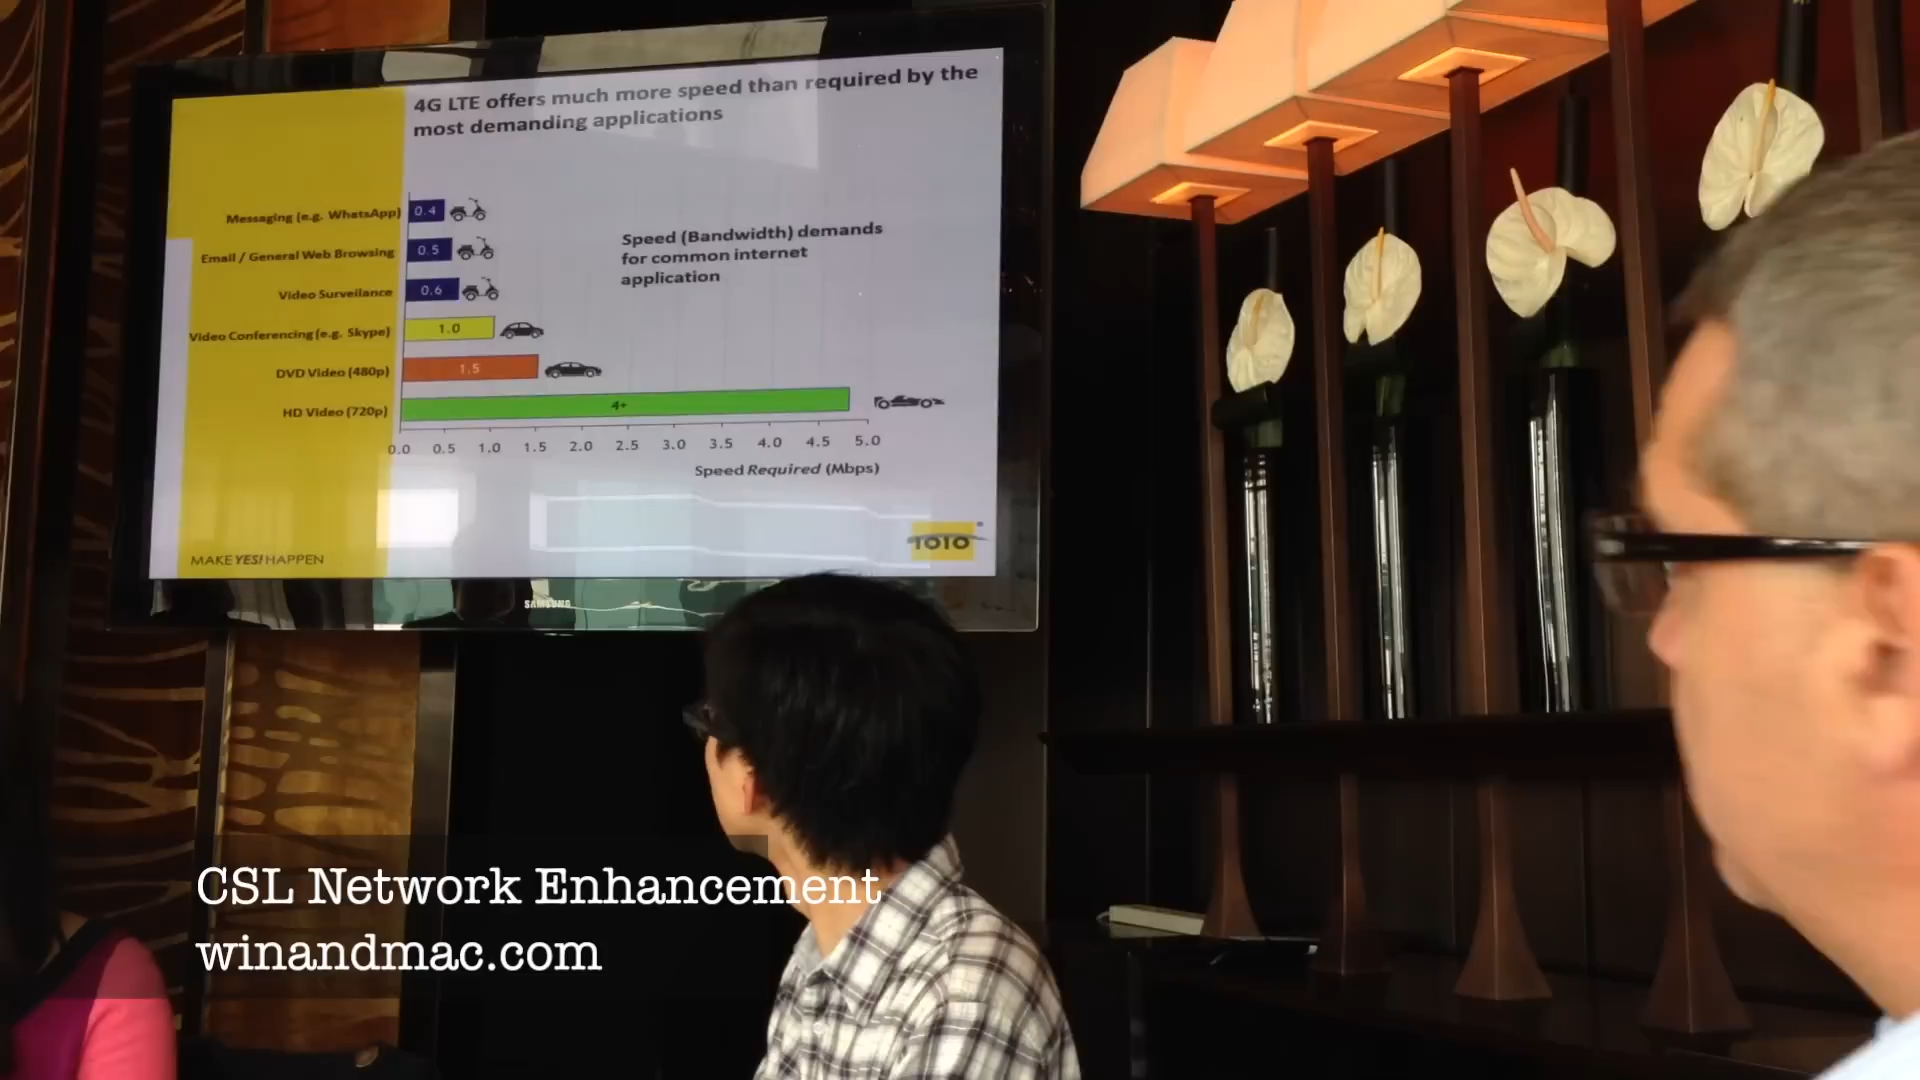 4G LTE offers much more speed than required by the
most demanding applications
Messaging (e.g. WhatsApp)
0.4
Email / General Web Browsing
0.5
Video Surveilance
0.6
Video Conferencing (e.g. Skype)
1.0
DVD Video (480p)
1.5
HD Video (720p)
4+
Speed (Bandwidth) demands
for common internet
application
0.0 0.5 1.0 1.5 2.0 2.5 3.0 3.5 4.0 4.5 5.0
Speed Required (Mbps)
MAKE YES! HAPPEN
1O1O
SAMSUNG
CSL Network Enhancement
winandmac.com